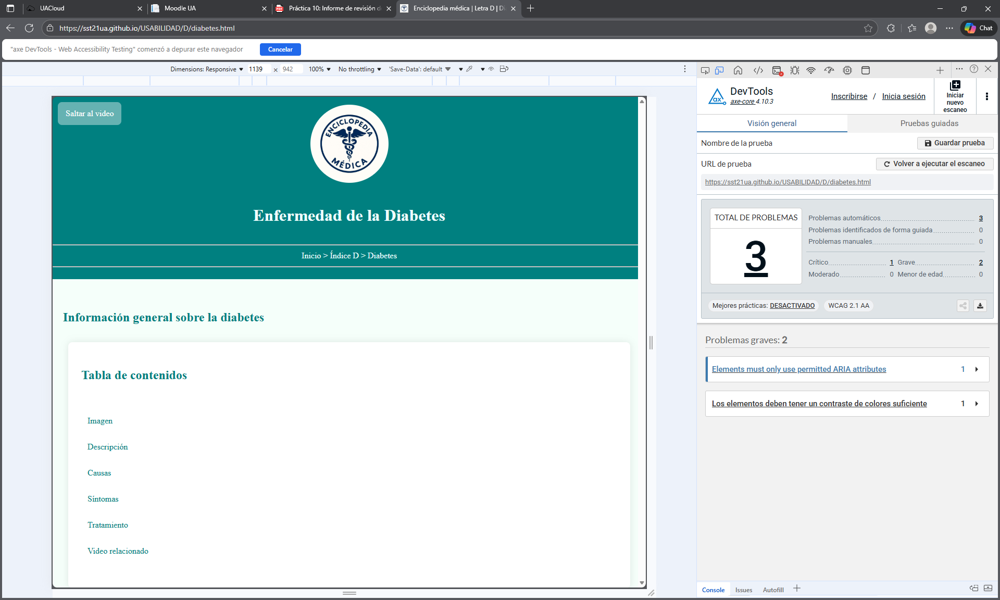 UACloud
Moodle UA
Práctica 10: Informe de revisión d
Enciclopedia médica | Letra D | Di
https://sst21ua.github.io/USABILIDAD/D/diabetes.html
Chat
"axe DevTools - Web Accessibility Testing" comenzó a depurar este navegador
Cancelar
Dimensions: Responsive 1139 × 942 100% No throttling 'Save-Data': default
Saltar al video
ENCICLOPEDIA
MÉDICA
Enfermedad de la Diabetes
Inicio > Índice D > Diabetes
Información general sobre la diabetes
Tabla de contenidos
Imagen
Descripción
Causas
Síntomas
Tratamiento
Video relacionado
ax
DevTools
axe-core 4.10.3
Inscribirse / Inicia sesión
Iniciar
nuevo
escaneo
Visión general
Pruebas guiadas
Nombre de la prueba
Guardar prueba
URL de prueba
Volver a ejecutar el escaneo
https://sst21ua.github.io/USABILIDAD/D/diabetes.html
TOTAL DE PROBLEMAS
3
Problemas automáticos 3
Problemas identificados de forma guiada 0
Problemas manuales 0
Crítico 1 Grave 2
Moderado 0 Menor de edad 0
Mejores prácticas: DESACTIVADO
WCAG 2.1 AA
Problemas graves: 2
Elements must only use permitted ARIA attributes 1
Los elementos deben tener un contraste de colores suficiente 1
Console
Issues
Autofill